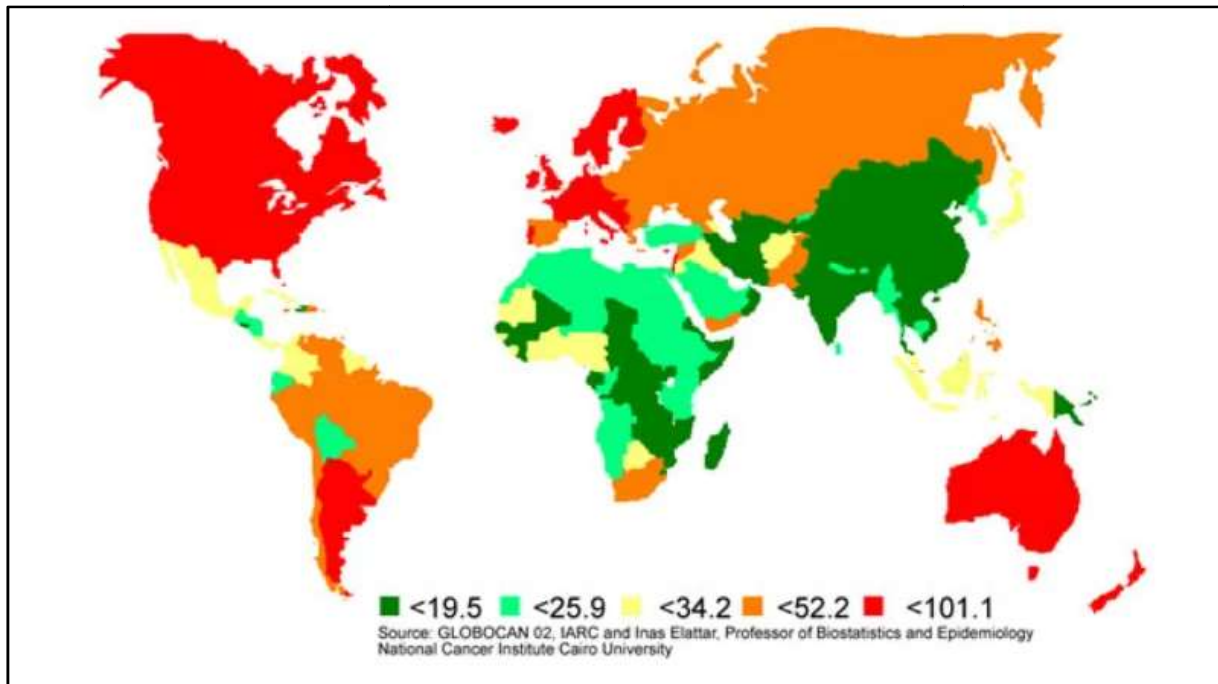 <19.5 <25.9 <34.2 <52.2 <101.1
Source: GLOBOCAN 02, IARC and Inas Elattar, Professor of Biostatistics and Epidemiology
National Cancer Institute Cairo University